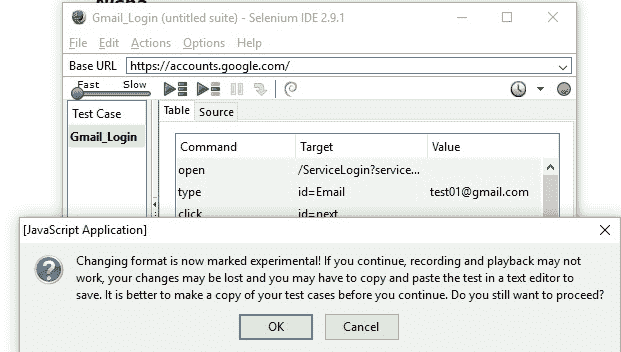 Gmail_Login (untitled suite) - Selenium IDE 2.9.1
File Edit Actions Options Help
Base URL https://accounts.google.com/
Fast Slow
Test Case Table Source
Gmail_Login
Command Target Value
open /ServiceLogin?service...
type id=Email test01@gmail.com
click id=next
[JavaScript Application]
Changing format is now marked experimental! If you continue, recording and playback may not
work, your changes may be lost and you may have to copy and paste the test in a text editor to
save. It is better to make a copy of your test cases before you continue. Do you still want to proceed?
OK Cancel